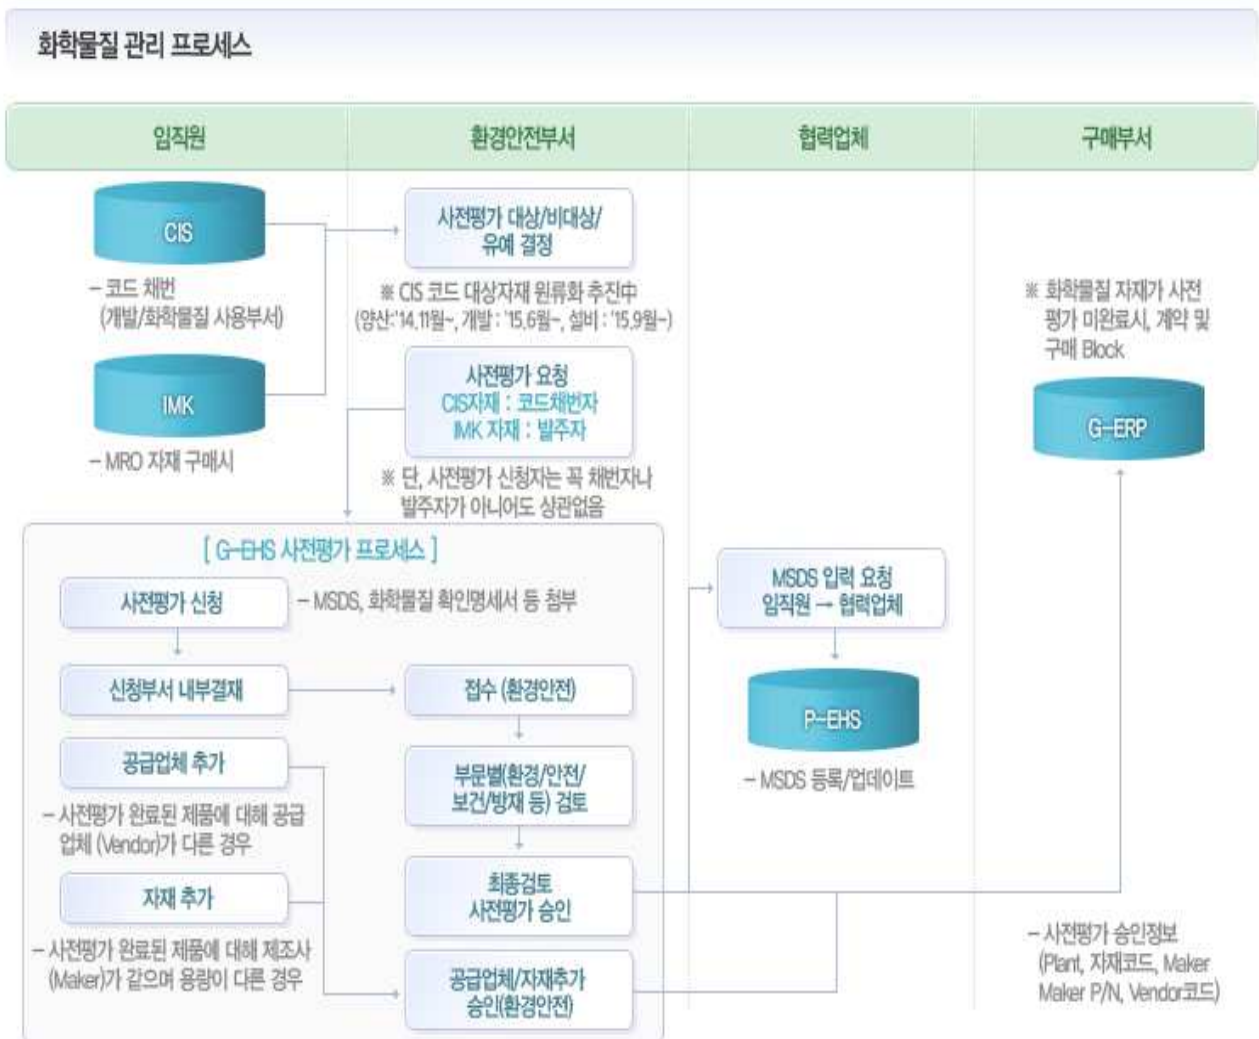 화학물질 관리 프로세스
임직원
환경안전부서
협력업체
구매부서
CIS
– 코드 채번
(개발/화학물질 사용부서)
IMK
– MRO 자재 구매시
사전평가 대상/비대상/
유예 결정
※ CIS 코드 대상자재 원류화 추진中
(양산:'14.11월~, 개발 : '15.6월~, 설비 : '15.9월~)
사전평가 요청
CIS자재 : 코드채번자
IMK 자재 : 발주자
※ 단, 사전평가 신청자는 꼭 채번자나
발주자가 아니어도 상관없음
※ 화학물질 자재가 사전
평가 미완료시, 계약 및
구매 Block
G-ERP
[ G-EHS 사전평가 프로세스 ]
사전평가 신청
– MSDS, 화학물질 확인명세서 등 첨부
신청부서 내부결재
접수 (환경안전)
공급업체 추가
– 사전평가 완료된 제품에 대해 공급
업체 (Vendor)가 다른 경우
부문별(환경/안전/
보건/방재 등) 검토
자재 추가
– 사전평가 완료된 제품에 대해 제조사
(Maker)가 같으며 용량이 다른 경우
최종검토
사전평가 승인
공급업체/자재추가
승인(환경안전)
MSDS 입력 요청
임직원 → 협력업체
P-EHS
– MSDS 등록/업데이트
– 사전평가 승인정보
(Plant, 자재코드, Maker
Maker P/N, Vendor코드)